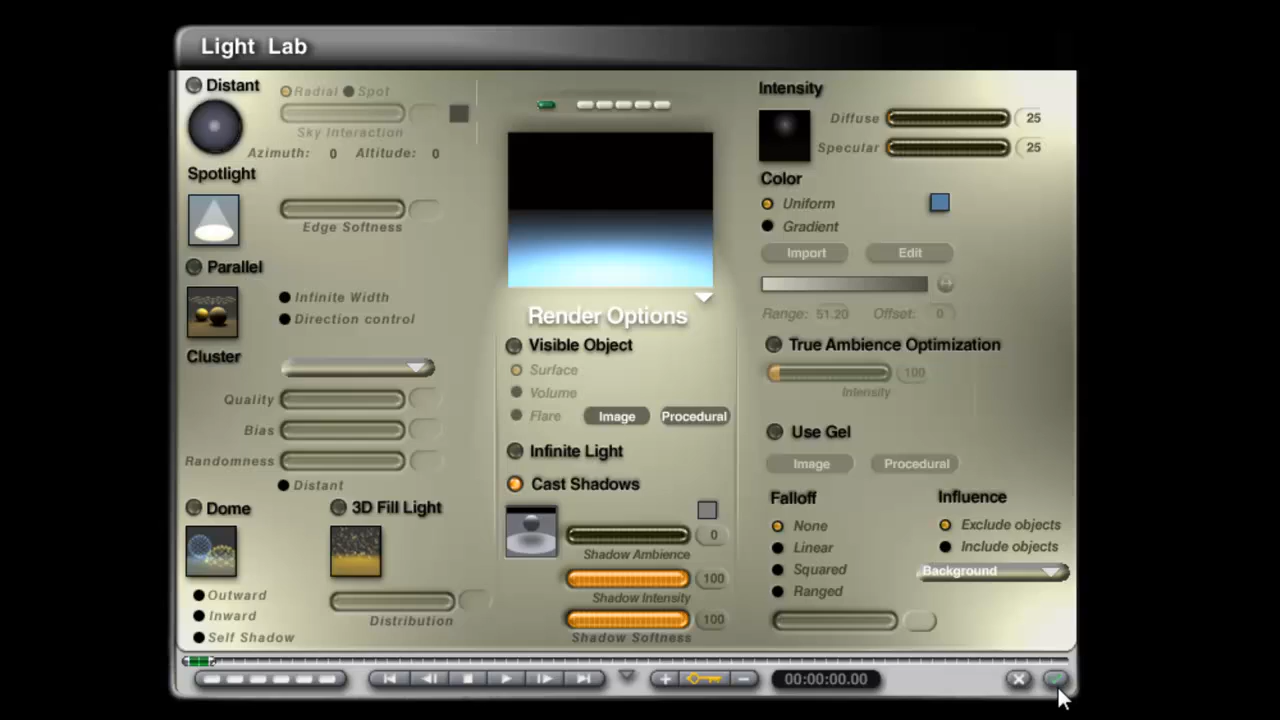 Light Lab
Distant
Radial Spot
Sky Interaction
Azimuth: 0 Altitude: 0
Spotlight
Edge Softness
Parallel
Infinite Width
Direction control
Cluster
Quality
Bias
Randomness
Distant
Dome
3D Fill Light
Outward
Inward
Self Shadow
Distribution
Render Options
Visible Object
Surface
Volume
Flare Image Procedural
Infinite Light
Cast Shadows
0
Shadow Ambience
100
Shadow Intensity
100
Shadow Softness
Intensity
Diffuse 25
Specular 25
Color
Uniform
Gradient
Import Edit
Range: 51.20 Offset: 0
True Ambience Optimization
100
Intensity
Use Gel
Image Procedural
Falloff
None
Linear
Squared
Ranged
Influence
Exclude objects
Include objects
Background
00:00:00.00